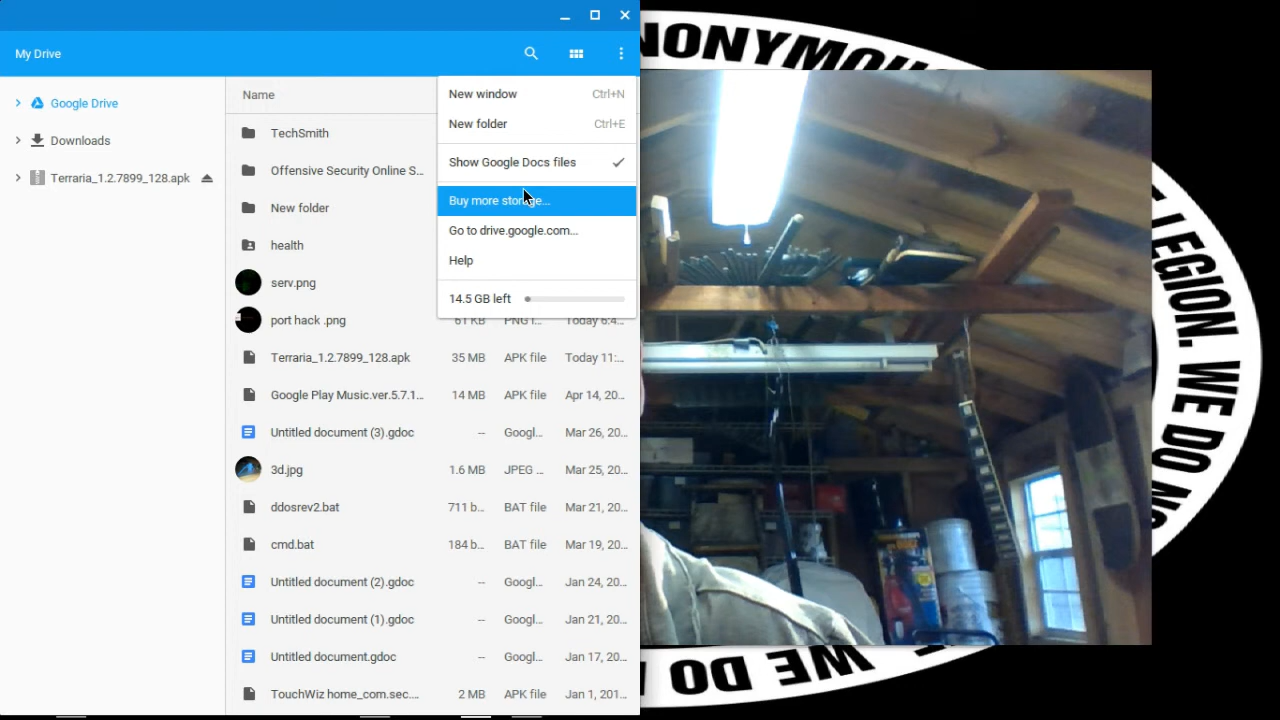 My Drive
Google Drive
Downloads
Terraria_1.2.7899_128.apk
Name
New window Ctrl+N
New folder Ctrl+E
Show Google Docs files
Buy more storage...
Go to drive.google.com...
Help
14.5 GB left
TechSmith
Offensive Security Online S...
New folder
health
serv.png
port hack .png 61 KB PNG I... Today 6:4...
Terraria_1.2.7899_128.apk 35 MB APK file Today 11:...
Google Play Music.ver.5.7.1... 14 MB APK file Apr 14, 20...
Untitled document (3).gdoc -- Googl... Mar 26, 20...
3d.jpg 1.6 MB JPEG ... Mar 25, 20...
ddosrev2.bat 711 b... BAT file Mar 21, 20...
cmd.bat 184 b... BAT file Mar 19, 20...
Untitled document (2).gdoc -- Googl... Jan 24, 20...
Untitled document (1).gdoc -- Googl... Jan 21, 20...
Untitled document.gdoc -- Googl... Jan 17, 20...
TouchWiz home_com.sec.... 2 MB APK file Jan 1, 201...
NONYMOU
LEGION. WE DO NO
WE DO